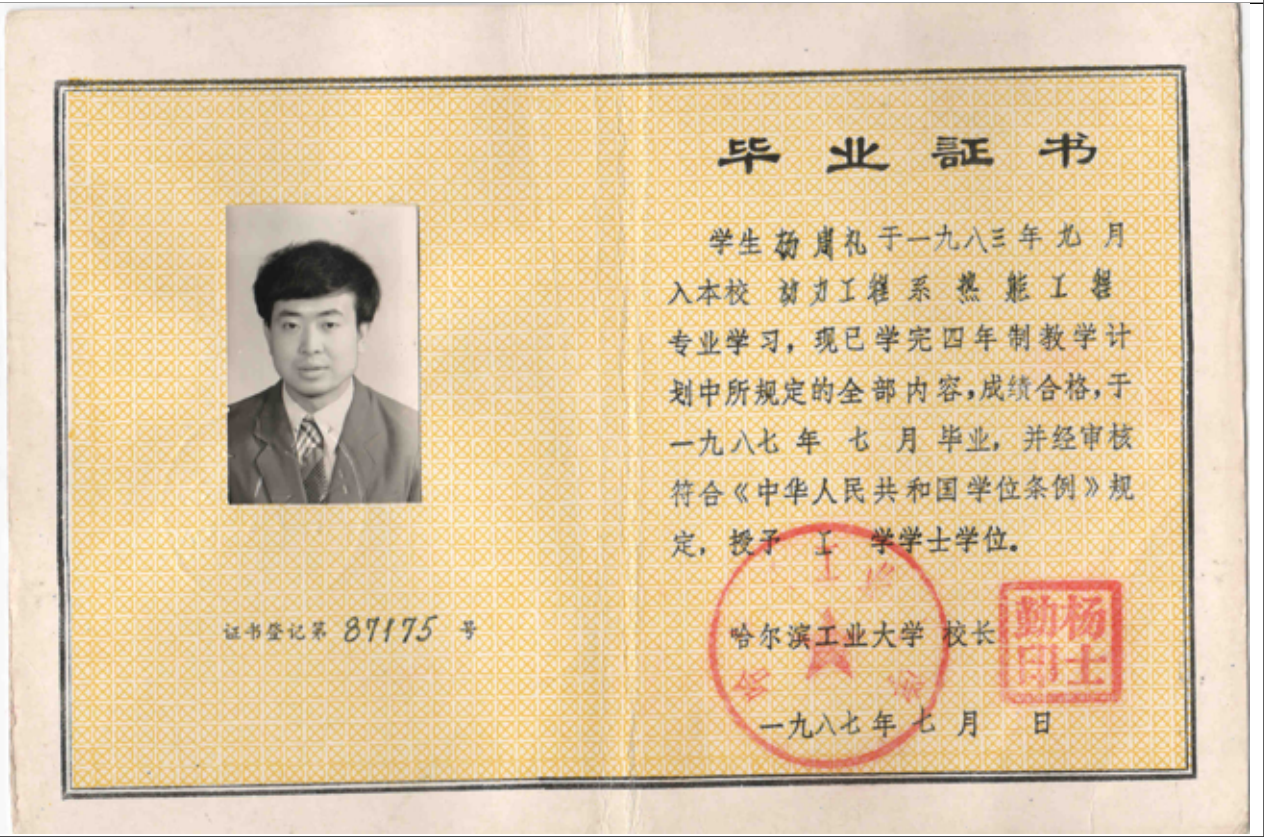 毕业証书
学生杨肖礼于一九八三年九月
入本校 动力工程系热能工程
专业学习，现已学完四年制教学计
划中所规定的全部内容，成绩合格，于
一九八七年 七 月毕业，并经审核
符合《中华人民共和国学位条例》规
定，授予 工 学学士学位。
哈尔滨工业大学 校长
杨士勤印
一九八七年七月 日
证书登记第 87175 号